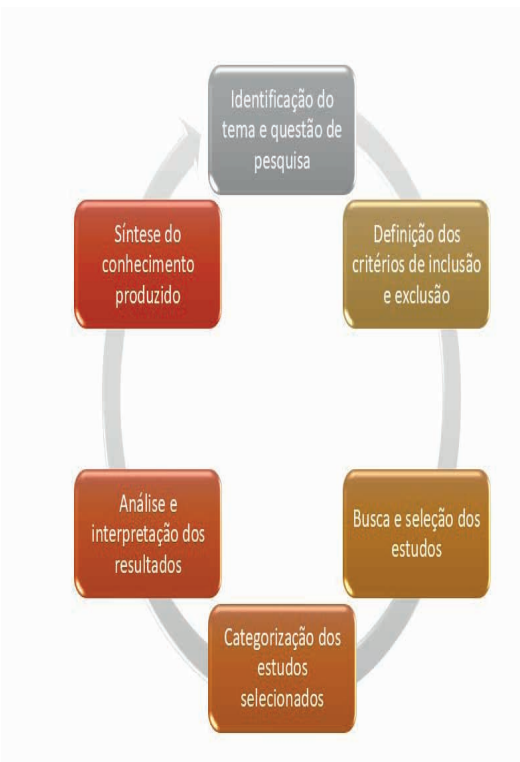 Identificação do
tema e questão de
pesquisa
Definição dos
critérios de inclusão
e exclusão
Busca e seleção dos
estudos
Categorização dos
estudos
selecionados
Análise e
interpretação dos
resultados
Síntese do
conhecimento
produzido